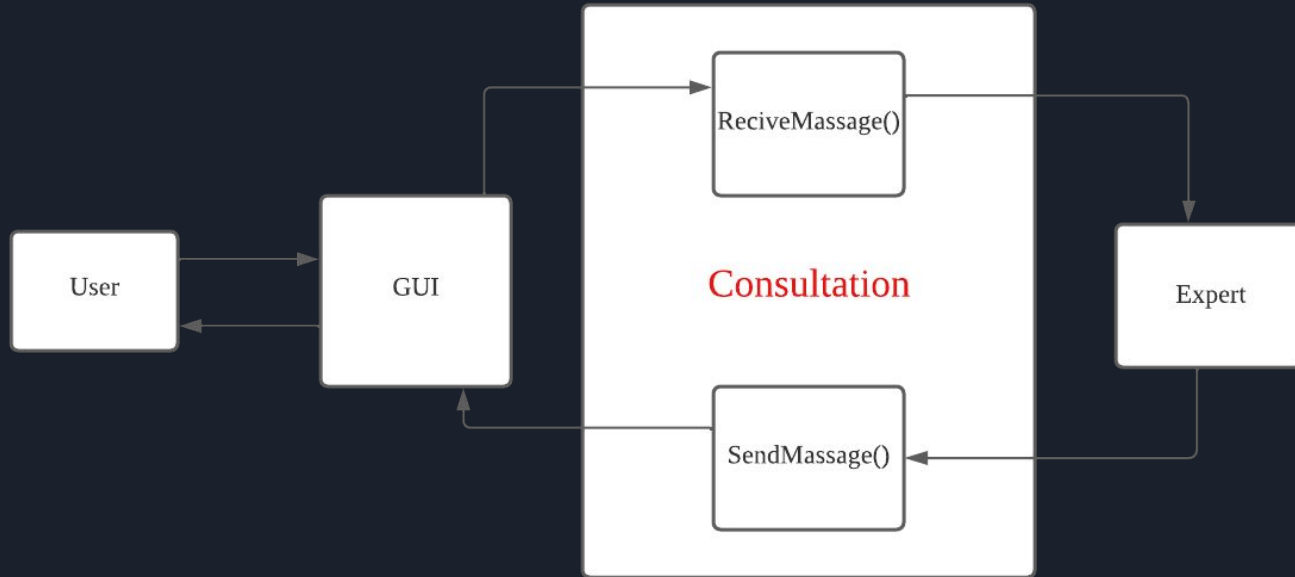 ReciveMassage()
User
GUI
Consultation
Expert
SendMassage()